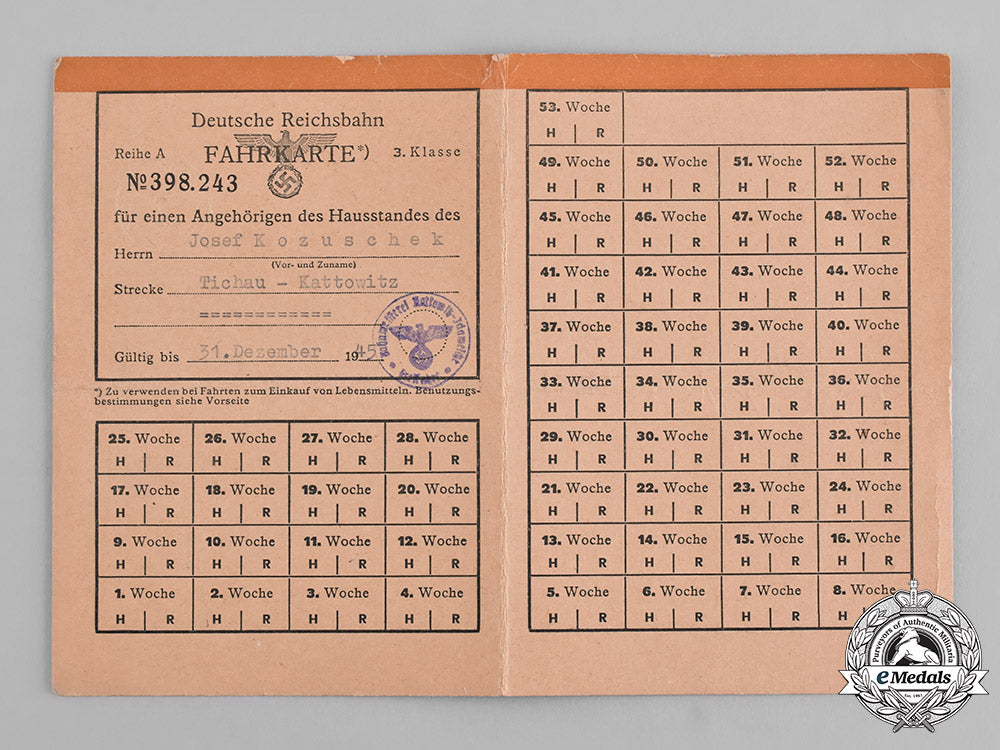 Deutsche Reichsbahn
Reihe A FAHRKARTE*) 3. Klasse
№ 398.243
für einen Angehörigen des Hausstandes des
Herrn Josef Kozuschek
(Vor- und Zuname)
Strecke Tichau - Kattowitz
============
Gültig bis 31.Dezember 1945
*) Zu verwenden bei Fahrten zum Einkauf von Lebensmitteln. Benutzungs-
bestimmungen siehe Vorseite
25. Woche 26. Woche 27. Woche 28. Woche
H R H R H R H R
17. Woche 18. Woche 19. Woche 20. Woche
H R H R H R H R
9. Woche 10. Woche 11. Woche 12. Woche
H R H R H R H R
1. Woche 2. Woche 3. Woche 4. Woche
H R H R H R H R
53. Woche
H R
49. Woche 50. Woche 51. Woche 52. Woche
H R H R H R H R
45. Woche 46. Woche 47. Woche 48. Woche
H R H R H R H R
41. Woche 42. Woche 43. Woche 44. Woche
H R H R H R H R
37. Woche 38. Woche 39. Woche 40. Woche
H R H R H R H R
33. Woche 34. Woche 35. Woche 36. Woche
H R H R H R H R
29. Woche 30. Woche 31. Woche 32. Woche
H R H R H R H R
21. Woche 22. Woche 23. Woche 24. Woche
H R H R H R H R
13. Woche 14. Woche 15. Woche 16. Woche
H R H R H R H R
5. Woche 6. Woche 7. Woche 8. Woche
H R H R H R H
Purveyors of Authentic Militaria
eMedals